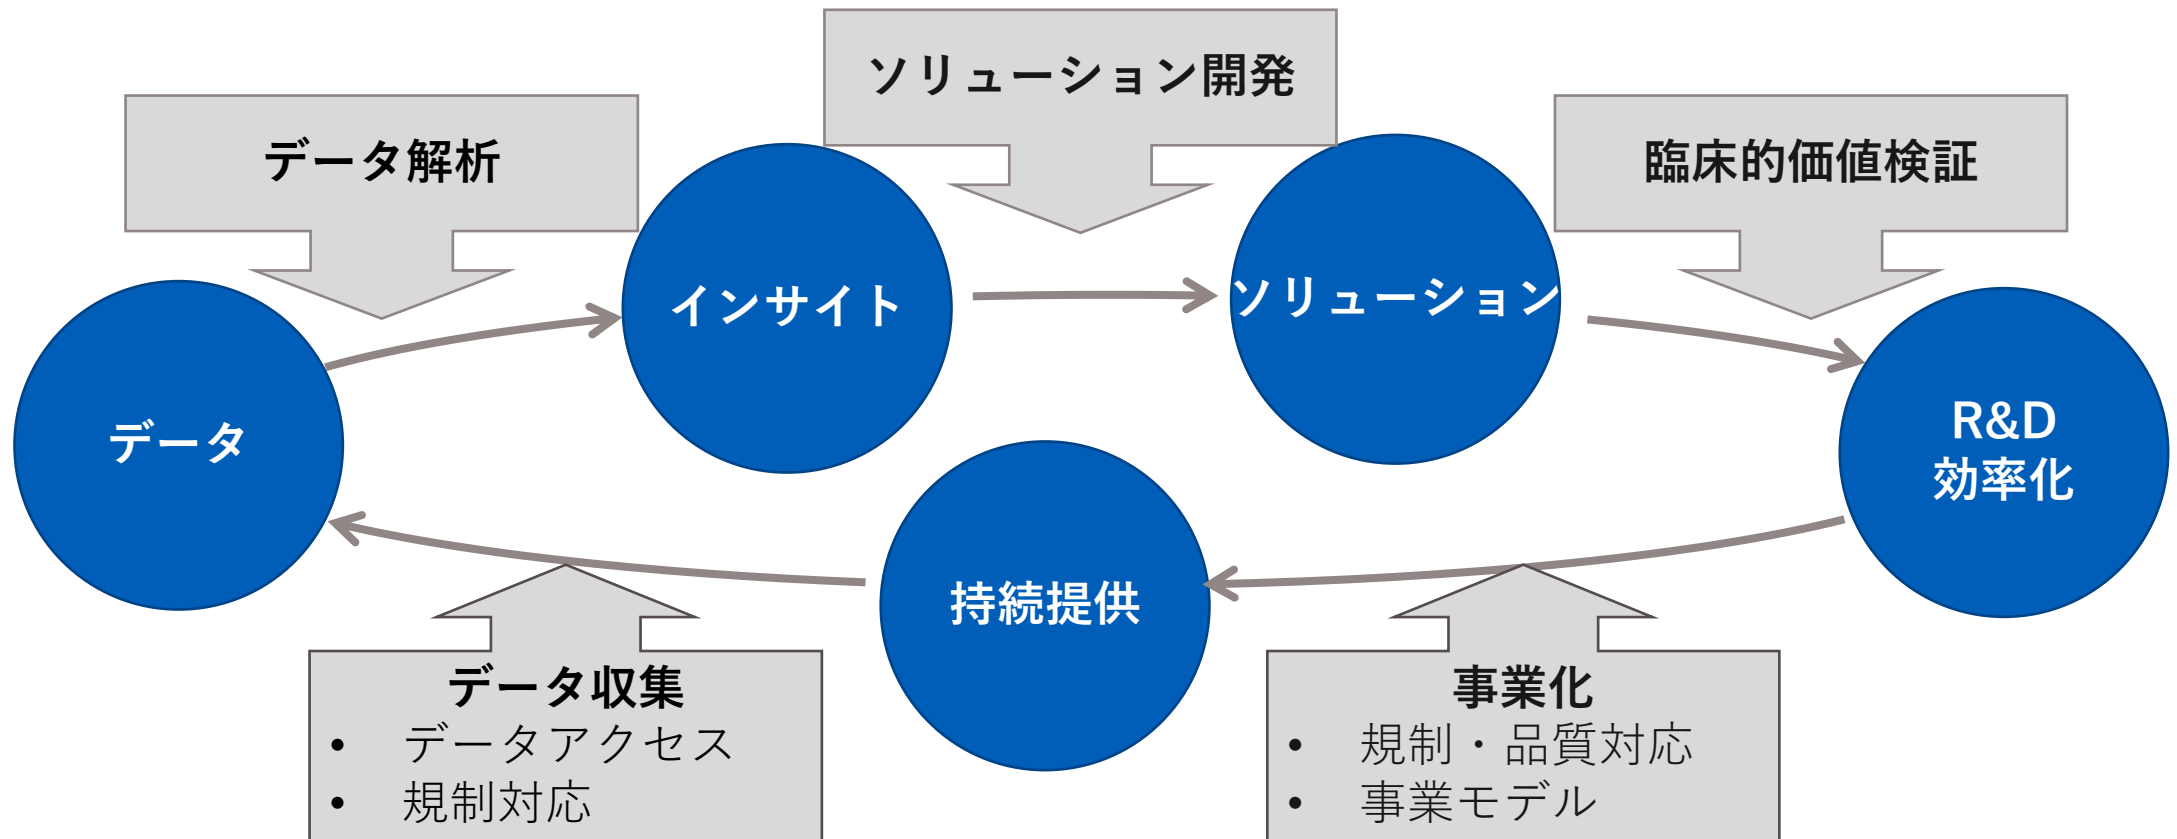 ソリューション開発
データ解析
臨床的価値検証
インサイト
ソリューション
データ
R&D
効率化
持続提供
データ収集
• データアクセス
• 規制対応
事業化
• 規制・品質対応
• 事業モデル